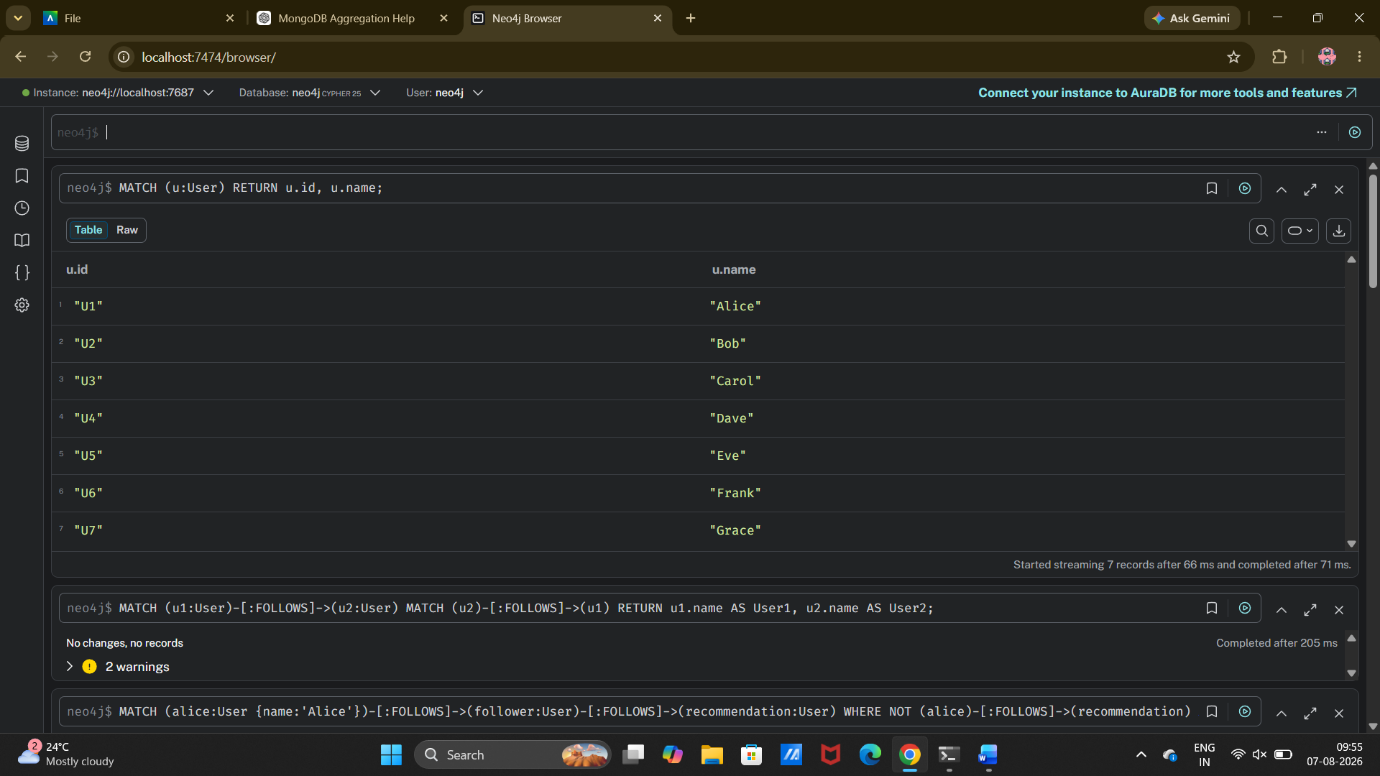 File
MongoDB Aggregation Help
Neo4j Browser
Ask Gemini
localhost:7474/browser/
Instance: neo4j://localhost:7687
Database: neo4j CYPHER 25
User: neo4j
Connect your instance to AuraDB for more tools and features
neo4j$
neo4j$ MATCH (u:User) RETURN u.id, u.name;
Table Raw
u.id u.name
1 "U1" "Alice"
2 "U2" "Bob"
3 "U3" "Carol"
4 "U4" "Dave"
5 "U5" "Eve"
6 "U6" "Frank"
7 "U7" "Grace"
Started streaming 7 records after 66 ms and completed after 71 ms.
neo4j$ MATCH (u1:User)-[:FOLLOWS]->(u2:User) MATCH (u2)-[:FOLLOWS]->(u1) RETURN u1.name AS User1, u2.name AS User2;
No changes, no records
Completed after 205 ms
2 warnings
neo4j$ MATCH (alice:User {name:'Alice'})-[:FOLLOWS]->(follower:User)-[:FOLLOWS]->(recommendation:User) WHERE NOT (alice)-[:FOLLOWS]->(recommendation)
2
24°C
Mostly cloudy
Search
ENG
IN
09:55
07-08-2026